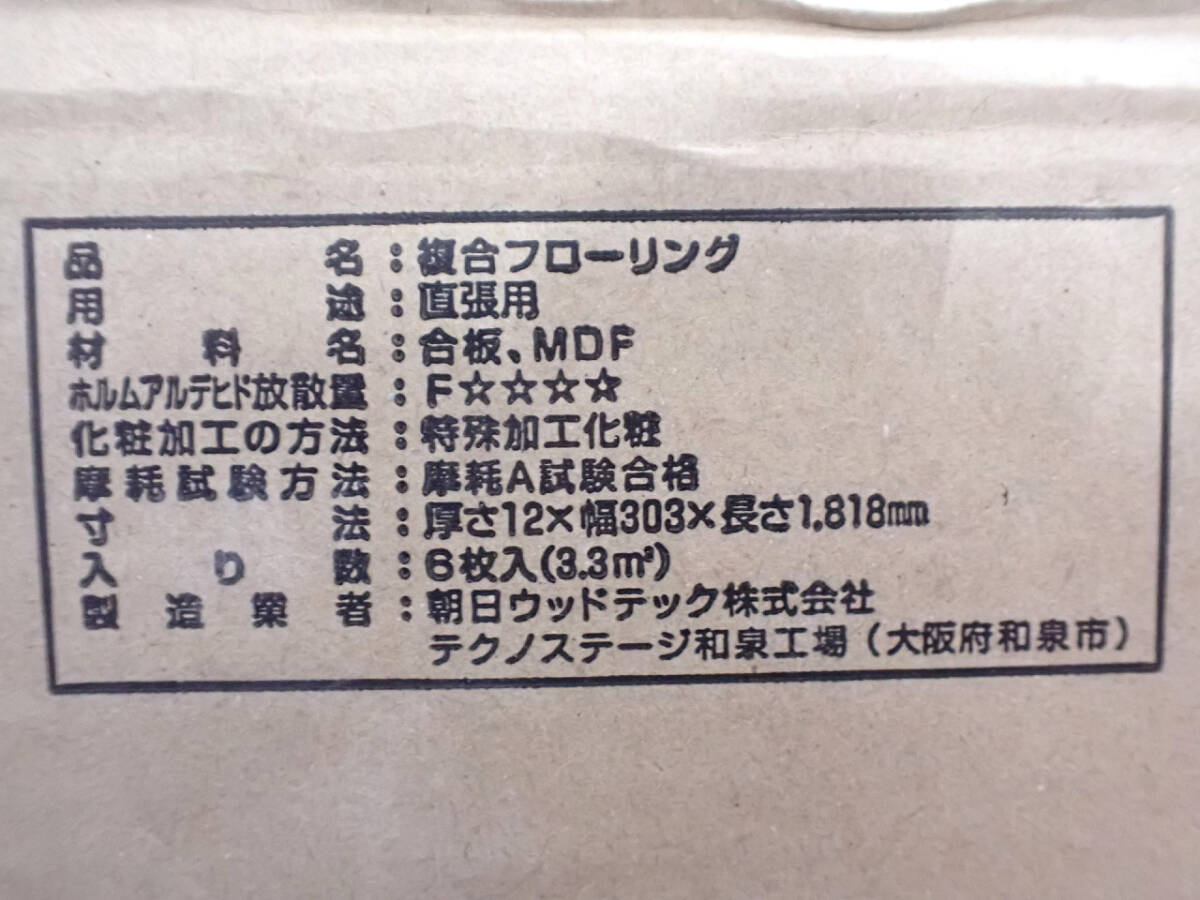 品名：複合フローリング
用途：直張用
材料名：合板、MDF
ホルムアルデヒド放散量：F☆☆☆☆
化粧加工の方法：特殊加工化粧
摩耗試験方法：摩耗A試験合格
寸法：厚さ12×幅303×長さ1,818㎜
入り数：6枚入(3.3㎡)
製造業者：朝日ウッドテック株式会社
テクノステージ和泉工場（大阪府和泉市）